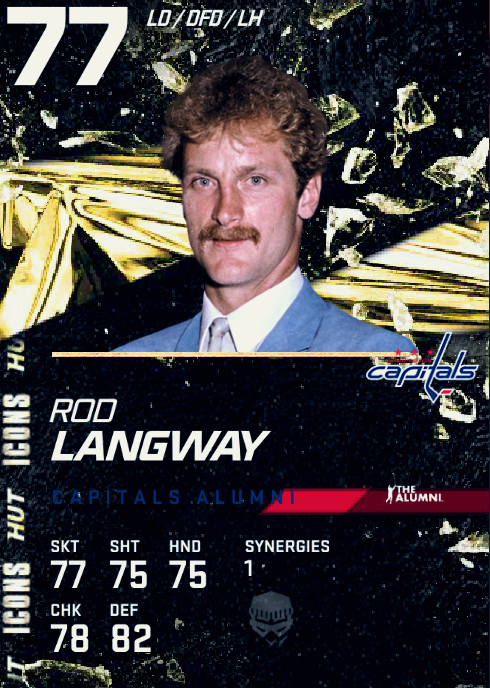 77 LD / DFD / LH
capitals
ROD
LANGWAY
CAPITALS ALUMNI
THE
ALUMNI.
SKT SHT HND SYNERGIES
77 75 75 1
CHK DEF
78 82
HUT ICONS HUT ICONS